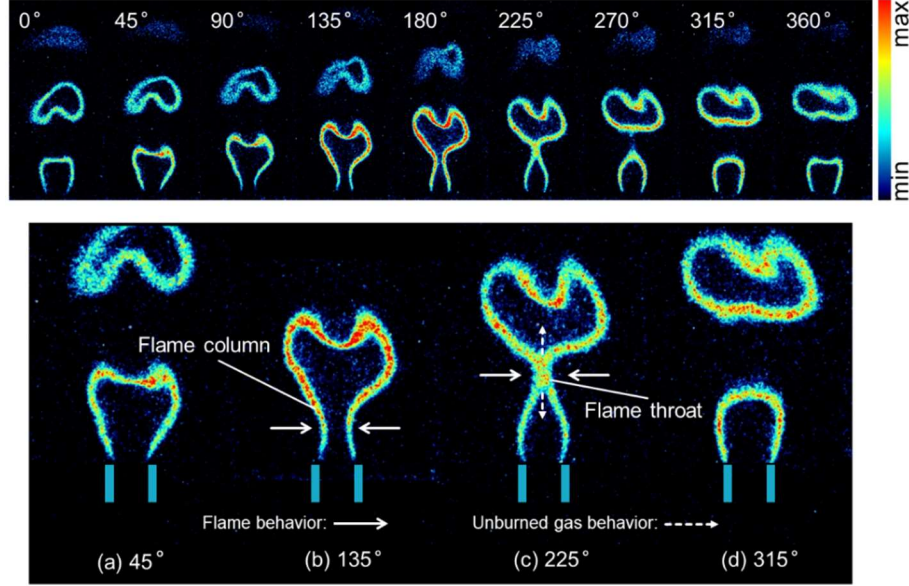 0° 45° 90° 135° 180° 225° 270° 315° 360°
max
min
Flame column
Flame throat
Flame behavior:
Unburned gas behavior:
(a) 45° (b) 135° (c) 225° (d) 315°